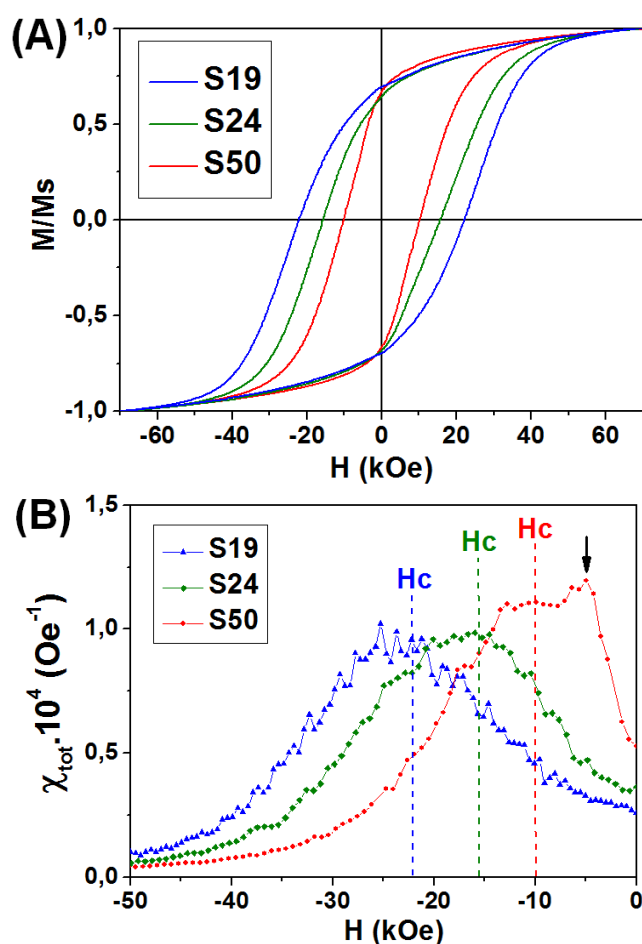 (A)
1,0
0,5
0,0
-0,5
-1,0
M/Ms
S19
S24
S50
-60 -40 -20 0 20 40 60
H (kOe)
(B)
1,5
1,0
0,5
0,0
χtot.10⁴ (Oe⁻¹)
S19
S24
S50
Hc Hc Hc
-50 -40 -30 -20 -10 0
H (kOe)